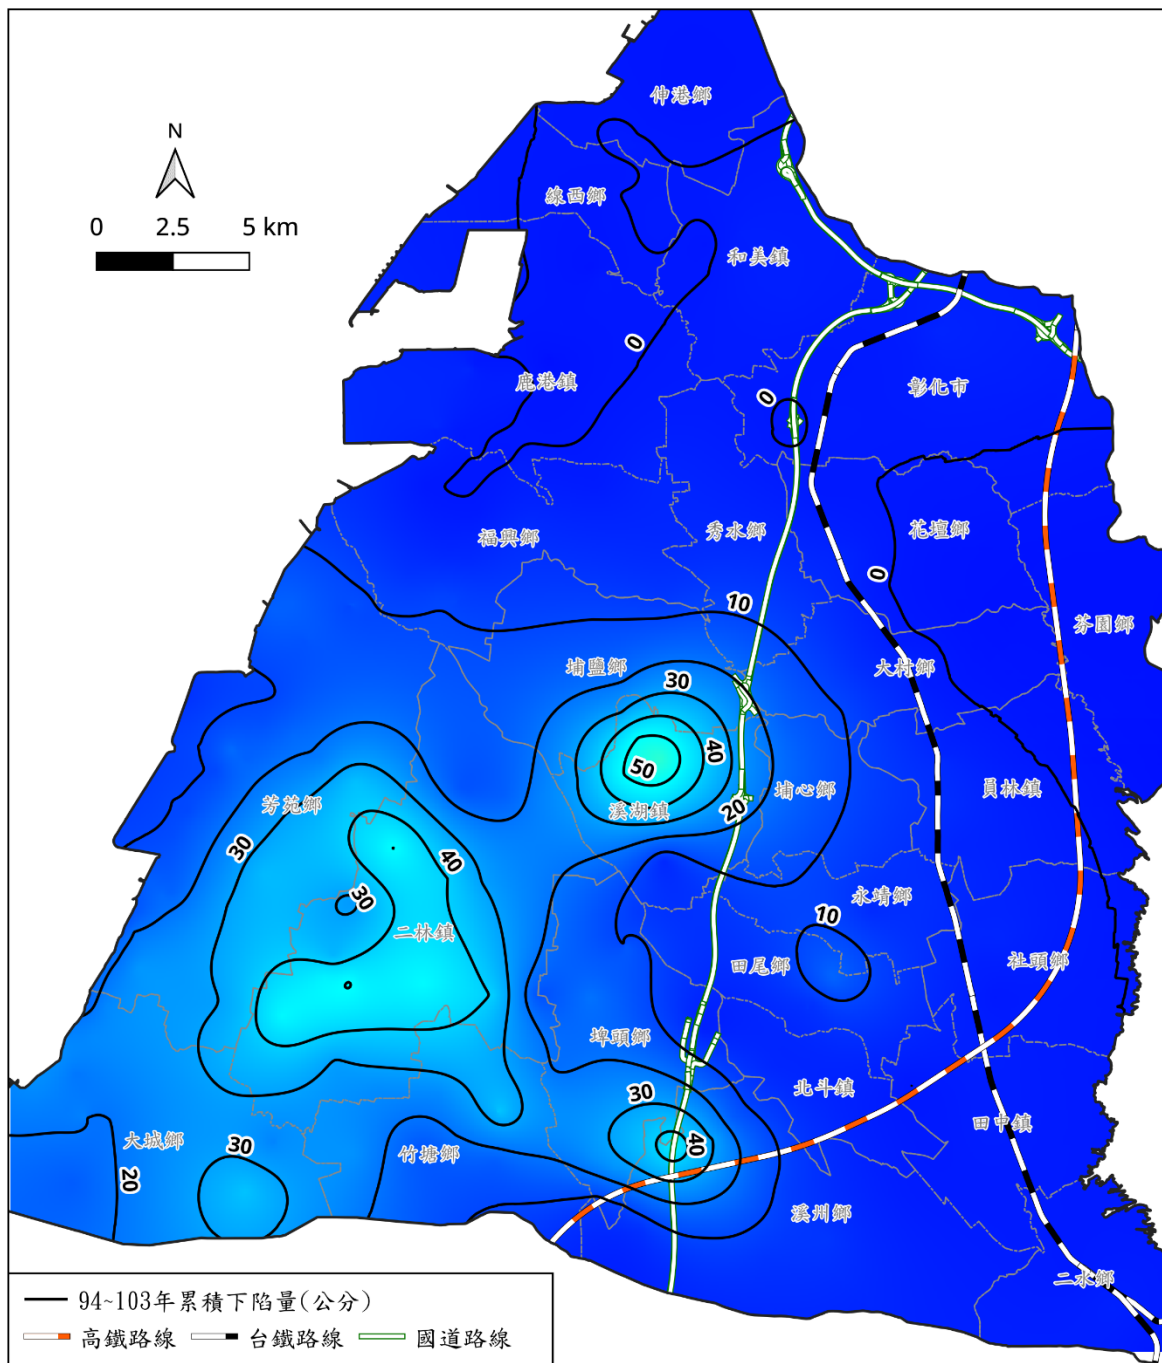 伸港鄉
N
線西鄉
0 2.5 5 km
和美鎮
0
鹿港鎮
彰化市
0
福興鄉
秀水鄉
花壇鄉
0
10
芬園鄉
埔鹽鄉
大村鄉
30
40
50
芳苑鄉
溪湖鎮
20
埔心鄉
員林鎮
30
40
30
二林鎮
永靖鄉
10
田尾鄉
社頭鄉
埤頭鄉
30
北斗鎮
大城鄉
30
竹塘鄉
40
田中鎮
20
溪州鄉
二水鄉
94~103年累積下陷量(公分)
高鐵路線 台鐵路線 國道路線